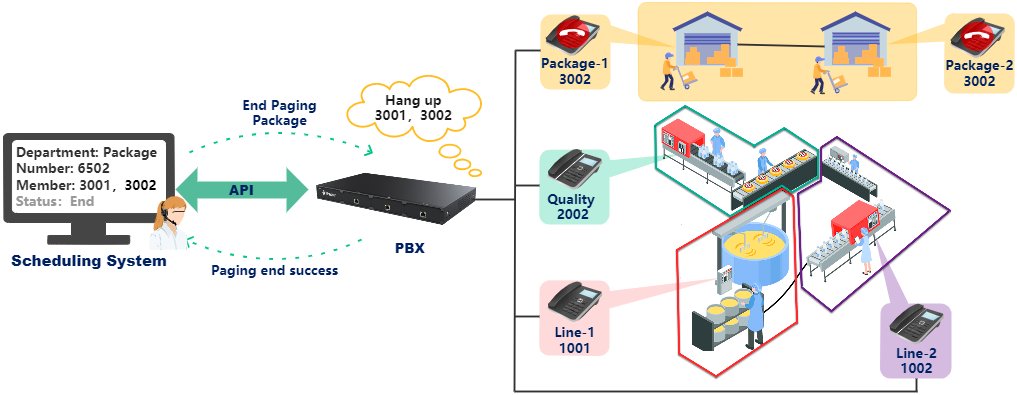 Department: Package
Number: 6502
Member: 3001，3002
Status: End
Scheduling System
End Paging
Package
API
Paging end success
Hang up
3001，3002
PBX
Package-1
3002
Package-2
3002
Quality
2002
Line-1
1001
Line-2
1002